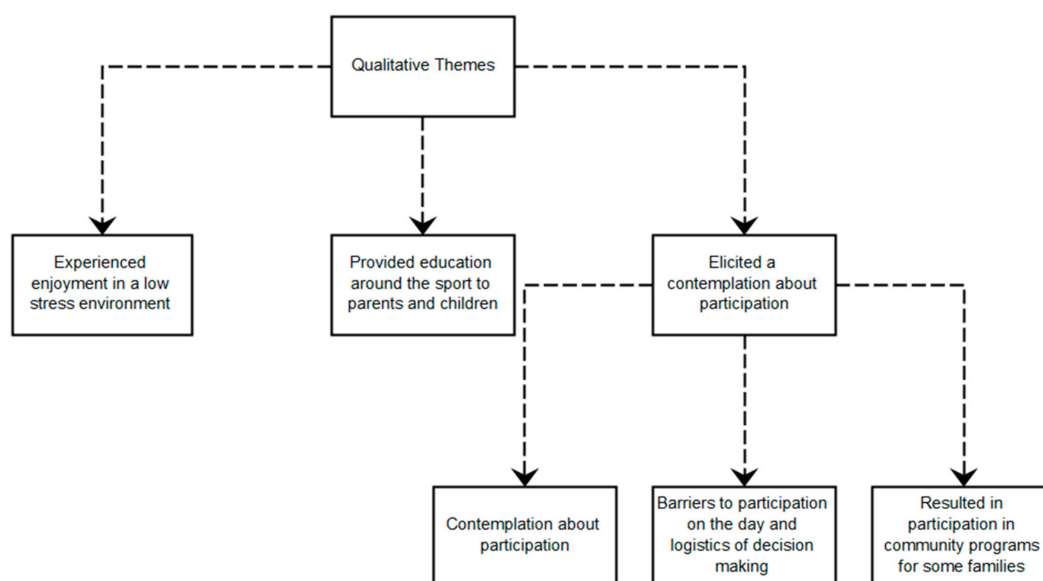 Qualitative Themes
Experienced
enjoyment in a low
stress environment
Provided education
around the sport to
parents and children
Elicited a
contemplation about
participation
Contemplation about
participation
Barriers to participation
on the day and
logistics of decision
making
Resulted in
participation in
community programs
for some families